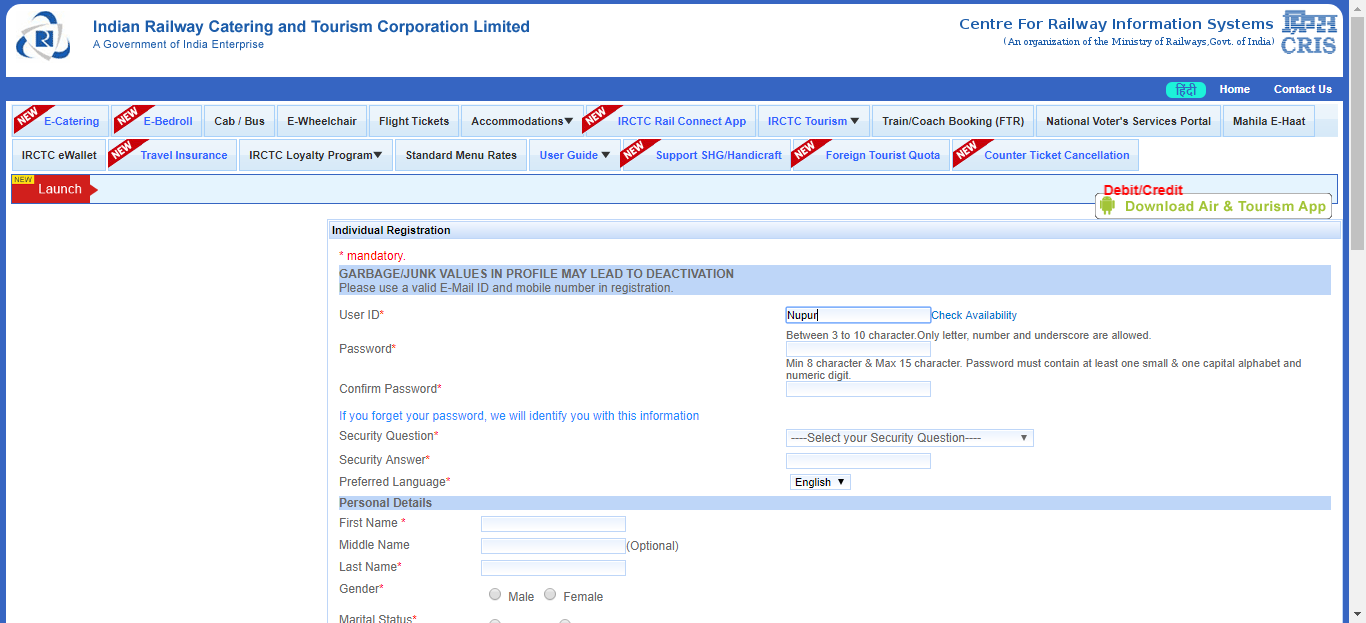 Indian Railway Catering and Tourism Corporation Limited
A Government of India Enterprise
Centre For Railway Information Systems
(An organization of the Ministry of Railways,Govt. of India)
क्रिस
CRIS
हिंदी Home Contact Us
NEW E-Catering NEW E-Bedroll Cab / Bus E-Wheelchair Flight Tickets Accommodations▼ NEW IRCTC Rail Connect App IRCTC Tourism ▼ Train/Coach Booking (FTR) National Voter's Services Portal Mahila E-Haat
IRCTC eWallet NEW Travel Insurance IRCTC Loyalty Program▼ Standard Menu Rates User Guide ▼ NEW Support SHG/Handicraft NEW Foreign Tourist Quota NEW Counter Ticket Cancellation
NEW
Launch
Debit/Credit
Download Air & Tourism App
Individual Registration
* mandatory.
GARBAGE/JUNK VALUES IN PROFILE MAY LEAD TO DEACTIVATION
Please use a valid E-Mail ID and mobile number in registration.
User ID* Nupur Check Availability
Between 3 to 10 character.Only letter, number and underscore are allowed.
Password*
Min 8 character & Max 15 character. Password must contain at least one small & one capital alphabet and
numeric digit.
Confirm Password*
If you forget your password, we will identify you with this information
Security Question* ----Select your Security Question---- ▼
Security Answer*
Preferred Language* English ▼
Personal Details
First Name *
Middle Name (Optional)
Last Name*
Gender* Male Female
Marital Status*